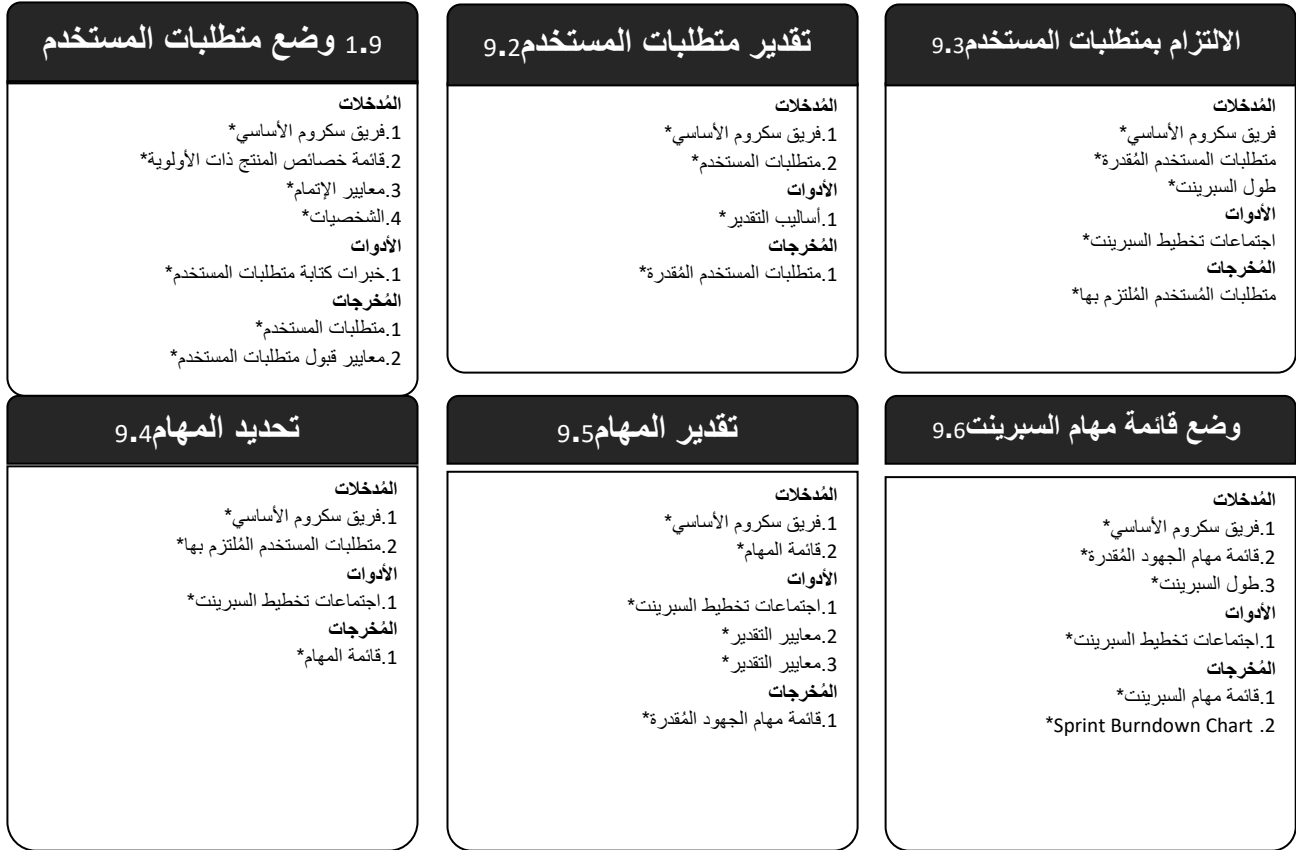 1.9 وضع متطلبات المستخدم
المُدخلات
1.فريق سكروم الأساسي*
2.قائمة خصائص المنتج ذات الأولوية*
3.معايير الإتمام*
4.الشخصيات*
الأدوات
1.خبرات كتابة متطلبات المستخدم*
المُخرجات
1.متطلبات المستخدم*
2.معايير قبول متطلبات المستخدم*
تقدير متطلبات المستخدم9.2
المُدخلات
1.فريق سكروم الأساسي*
2.متطلبات المستخدم*
الأدوات
1.أساليب التقدير*
المُخرجات
1.متطلبات المستخدم المُقدرة*
الالتزام بمتطلبات المستخدم9.3
المُدخلات
فريق سكروم الأساسي*
متطلبات المستخدم المُقدرة*
طول السبرينت*
الأدوات
اجتماعات تخطيط السبرينت*
المُخرجات
متطلبات المُستخدم المُلتزم بها*
تحديد المهام9.4
المُدخلات
1.فريق سكروم الأساسي*
2.متطلبات المستخدم المُلتزم بها*
الأدوات
1.اجتماعات تخطيط السبرينت*
المُخرجات
1.قائمة المهام*
تقدير المهام9.5
المُدخلات
1.فريق سكروم الأساسي*
2.قائمة المهام*
الأدوات
1.اجتماعات تخطيط السبرينت*
2.معايير التقدير*
3.معايير التقدير*
المُخرجات
1.قائمة مهام الجهود المُقدرة*
وضع قائمة مهام السبرينت9.6
المُدخلات
1.فريق سكروم الأساسي*
2.قائمة مهام الجهود المُقدرة*
3.طول السبرينت*
الأدوات
1.اجتماعات تخطيط السبرينت*
المُخرجات
1.قائمة مهام السبرينت*
*Sprint Burndown Chart .2